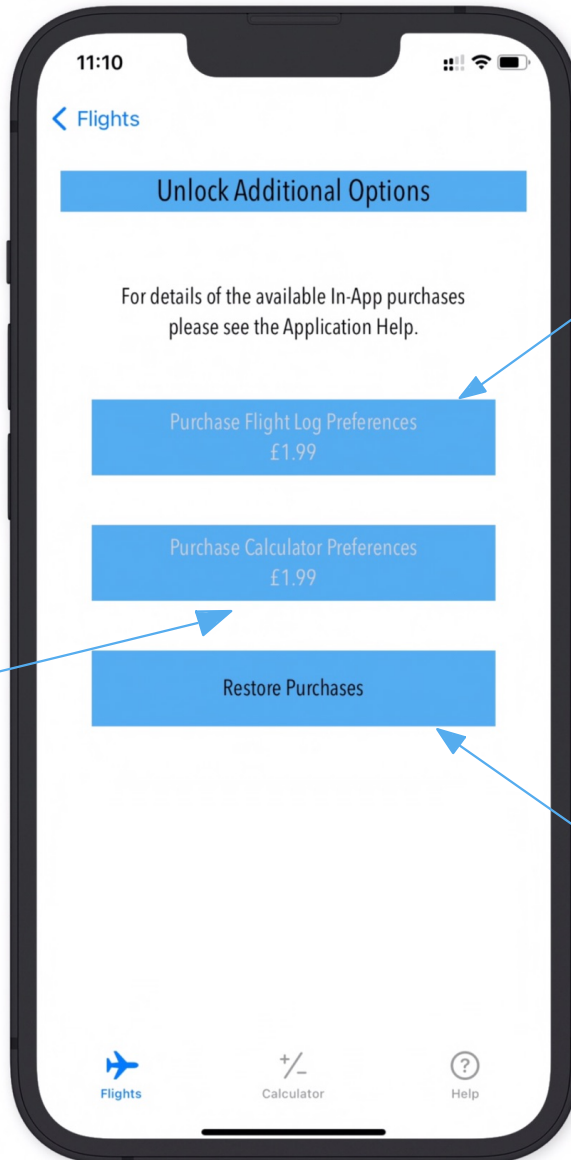 11:10
Flights
Unlock Additional Options
For details of the available In-App purchases
please see the Application Help.
Purchase Flight Log Preferences
£1.99
Purchase Calculator Preferences
£1.99
Restore Purchases
+/-
?
Flights
Calculator
Help